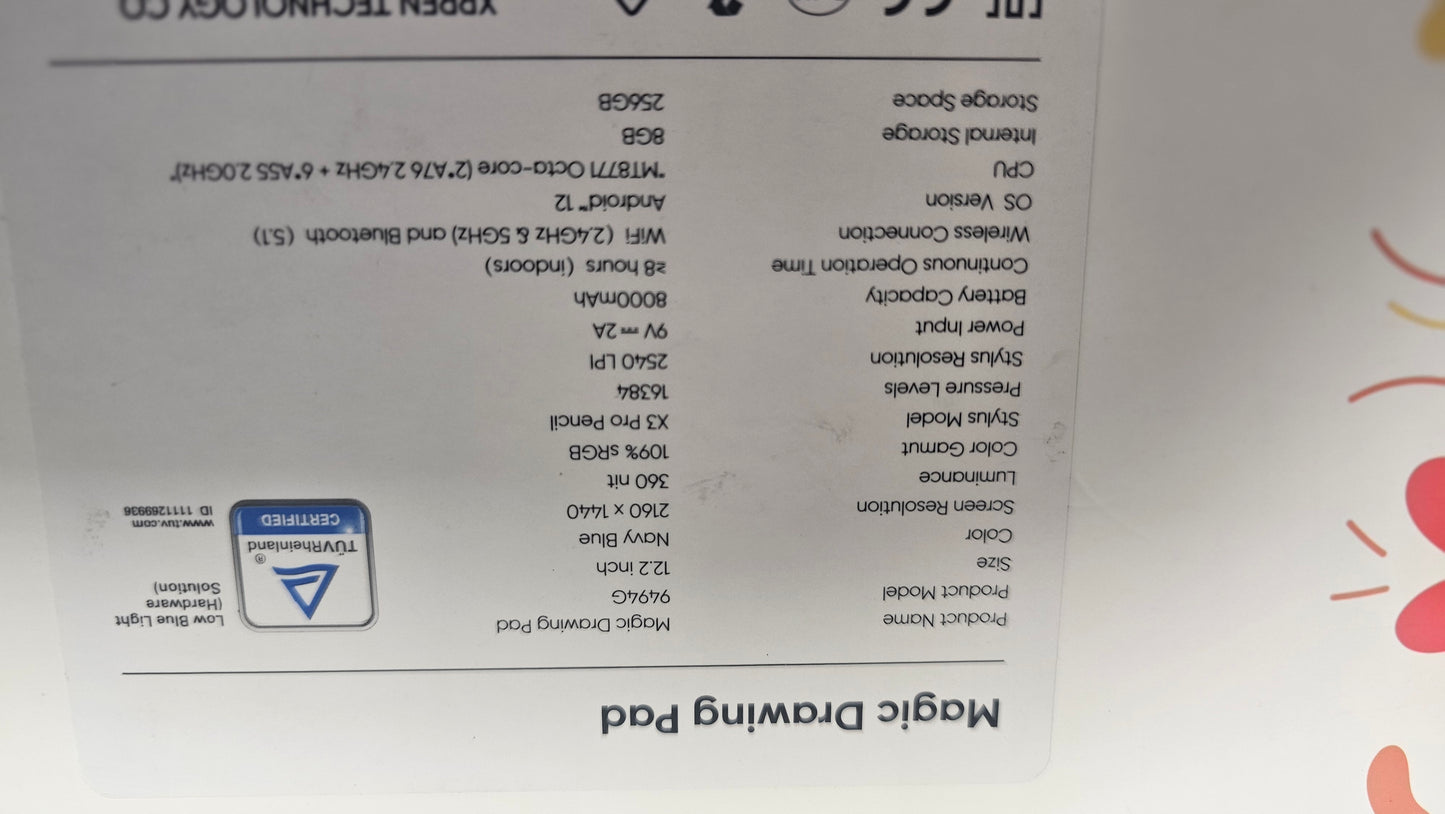 Magic Drawing Pad
Product Name Magic Drawing Pad
Product Model 9494G
Size 12.2 inch
Color Navy Blue
Screen Resolution 2160 x 1440
Luminance 360 nit
Color Gamut 109% sRGB
Stylus Model X3 Pro Pencil
Pressure Levels 16384
Stylus Resolution 2540 LPI
Power Input 9V ⎓ 2A
Battery Capacity 8000mAh
Continuous Operation Time ≥8 hours (indoors)
Wireless Connection WiFi (2.4GHz & 5GHz) and Bluetooth (5.1)
OS Version Android™ 12
CPU "MT8771 Octa-core (2*A76 2.4GHz + 6*A55 2.0GHz)"
Internal Storage 8GB
Storage Space 256GB
TÜVRheinland®
CERTIFIED
Low Blue Light
(Hardware
Solution)
www.tuv.com
ID 1111269936
EAC CE
XPPEN TECHNOLOGY CO